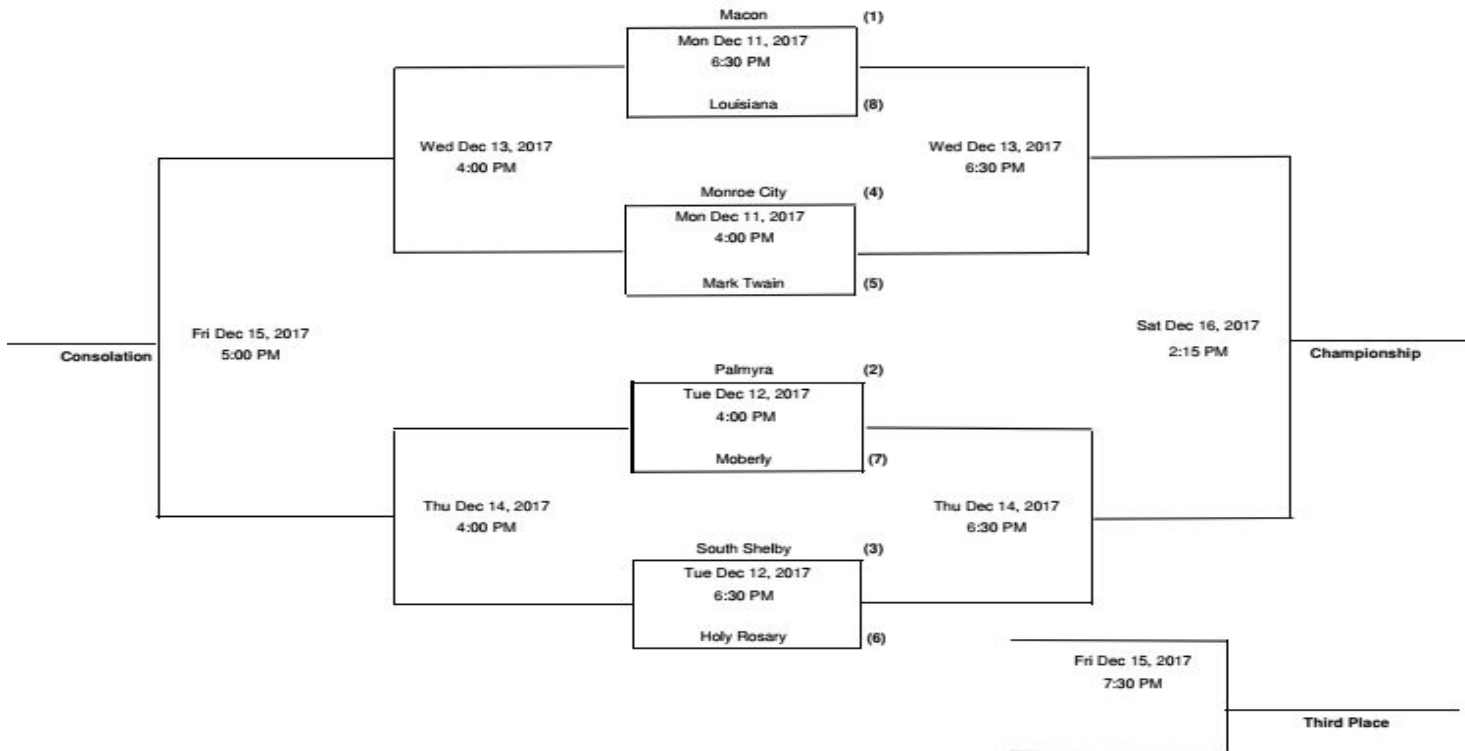 Macon (1)
Mon Dec 11, 2017
6:30 PM
Louisiana (8)
Wed Dec 13, 2017
4:00 PM
Wed Dec 13, 2017
6:30 PM
Monroe City (4)
Mon Dec 11, 2017
4:00 PM
Mark Twain (5)
Fri Dec 15, 2017
5:00 PM
Consolation
Sat Dec 16, 2017
2:15 PM
Championship
Palmyra (2)
Tue Dec 12, 2017
4:00 PM
Moberly (7)
Thu Dec 14, 2017
4:00 PM
Thu Dec 14, 2017
6:30 PM
South Shelby (3)
Tue Dec 12, 2017
6:30 PM
Holy Rosary (6)
Fri Dec 15, 2017
7:30 PM
Third Place